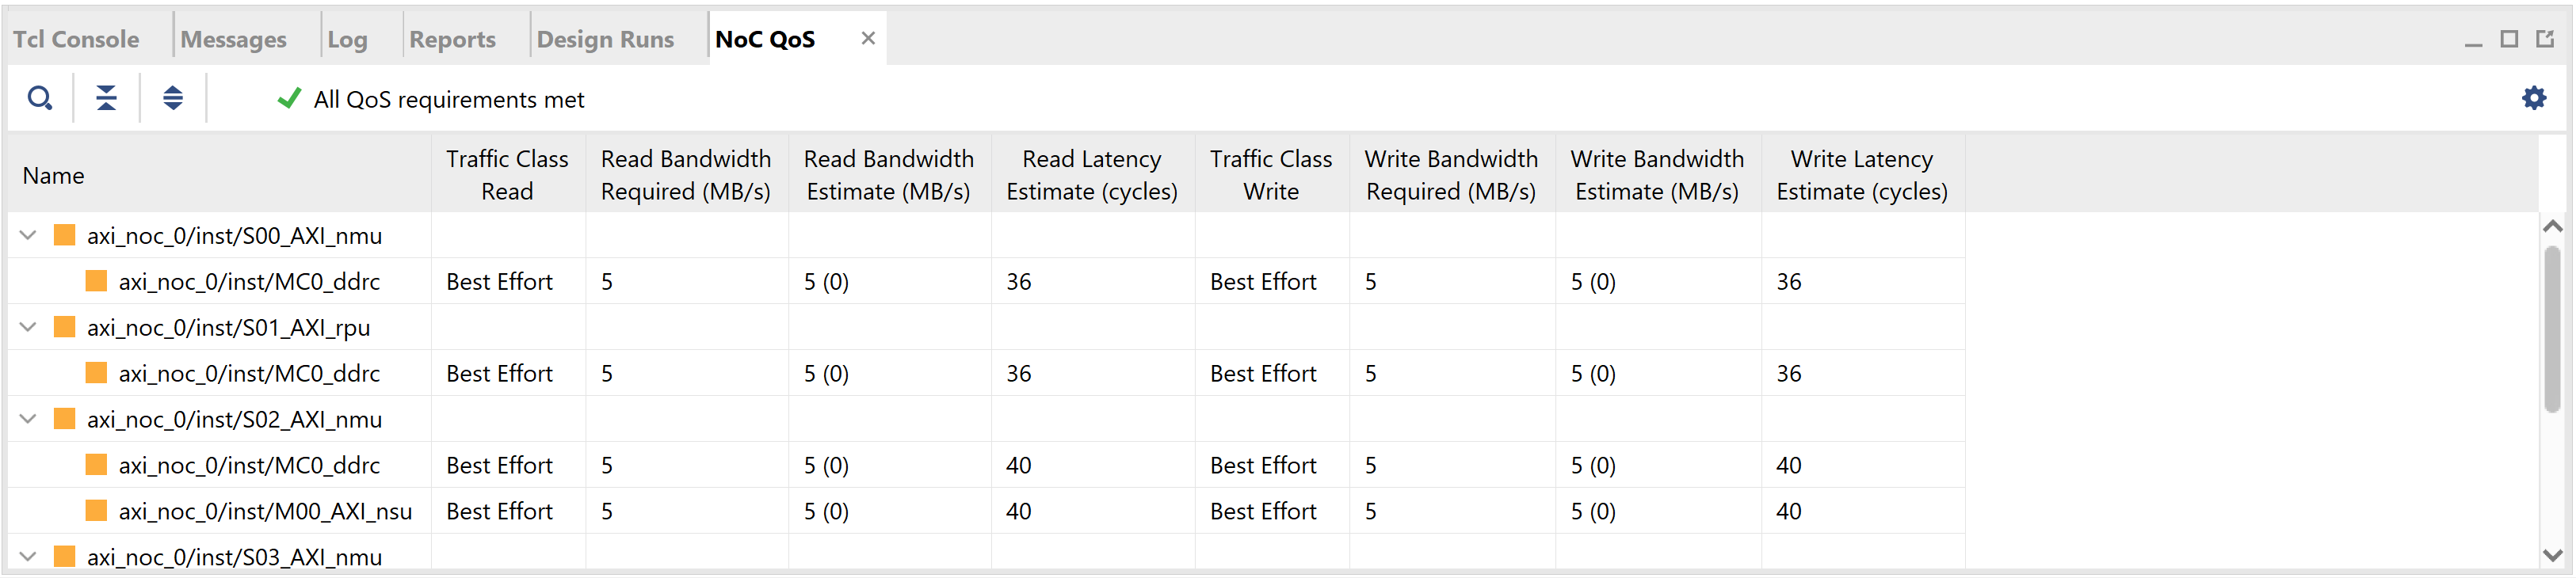 Tcl Console Messages Log Reports Design Runs NoC QoS
All QoS requirements met
Name Traffic Class Read Read Bandwidth Required (MB/s) Read Bandwidth Estimate (MB/s) Read Latency Estimate (cycles) Traffic Class Write Write Bandwidth Required (MB/s) Write Bandwidth Estimate (MB/s) Write Latency Estimate (cycles)
axi_noc_0/inst/S00_AXI_nmu
axi_noc_0/inst/MC0_ddrc Best Effort 5 5 (0) 36 Best Effort 5 5 (0) 36
axi_noc_0/inst/S01_AXI_rpu
axi_noc_0/inst/MC0_ddrc Best Effort 5 5 (0) 36 Best Effort 5 5 (0) 36
axi_noc_0/inst/S02_AXI_nmu
axi_noc_0/inst/MC0_ddrc Best Effort 5 5 (0) 40 Best Effort 5 5 (0) 40
axi_noc_0/inst/M00_AXI_nsu Best Effort 5 5 (0) 40 Best Effort 5 5 (0) 40
axi_noc_0/inst/S03_AXI_nmu